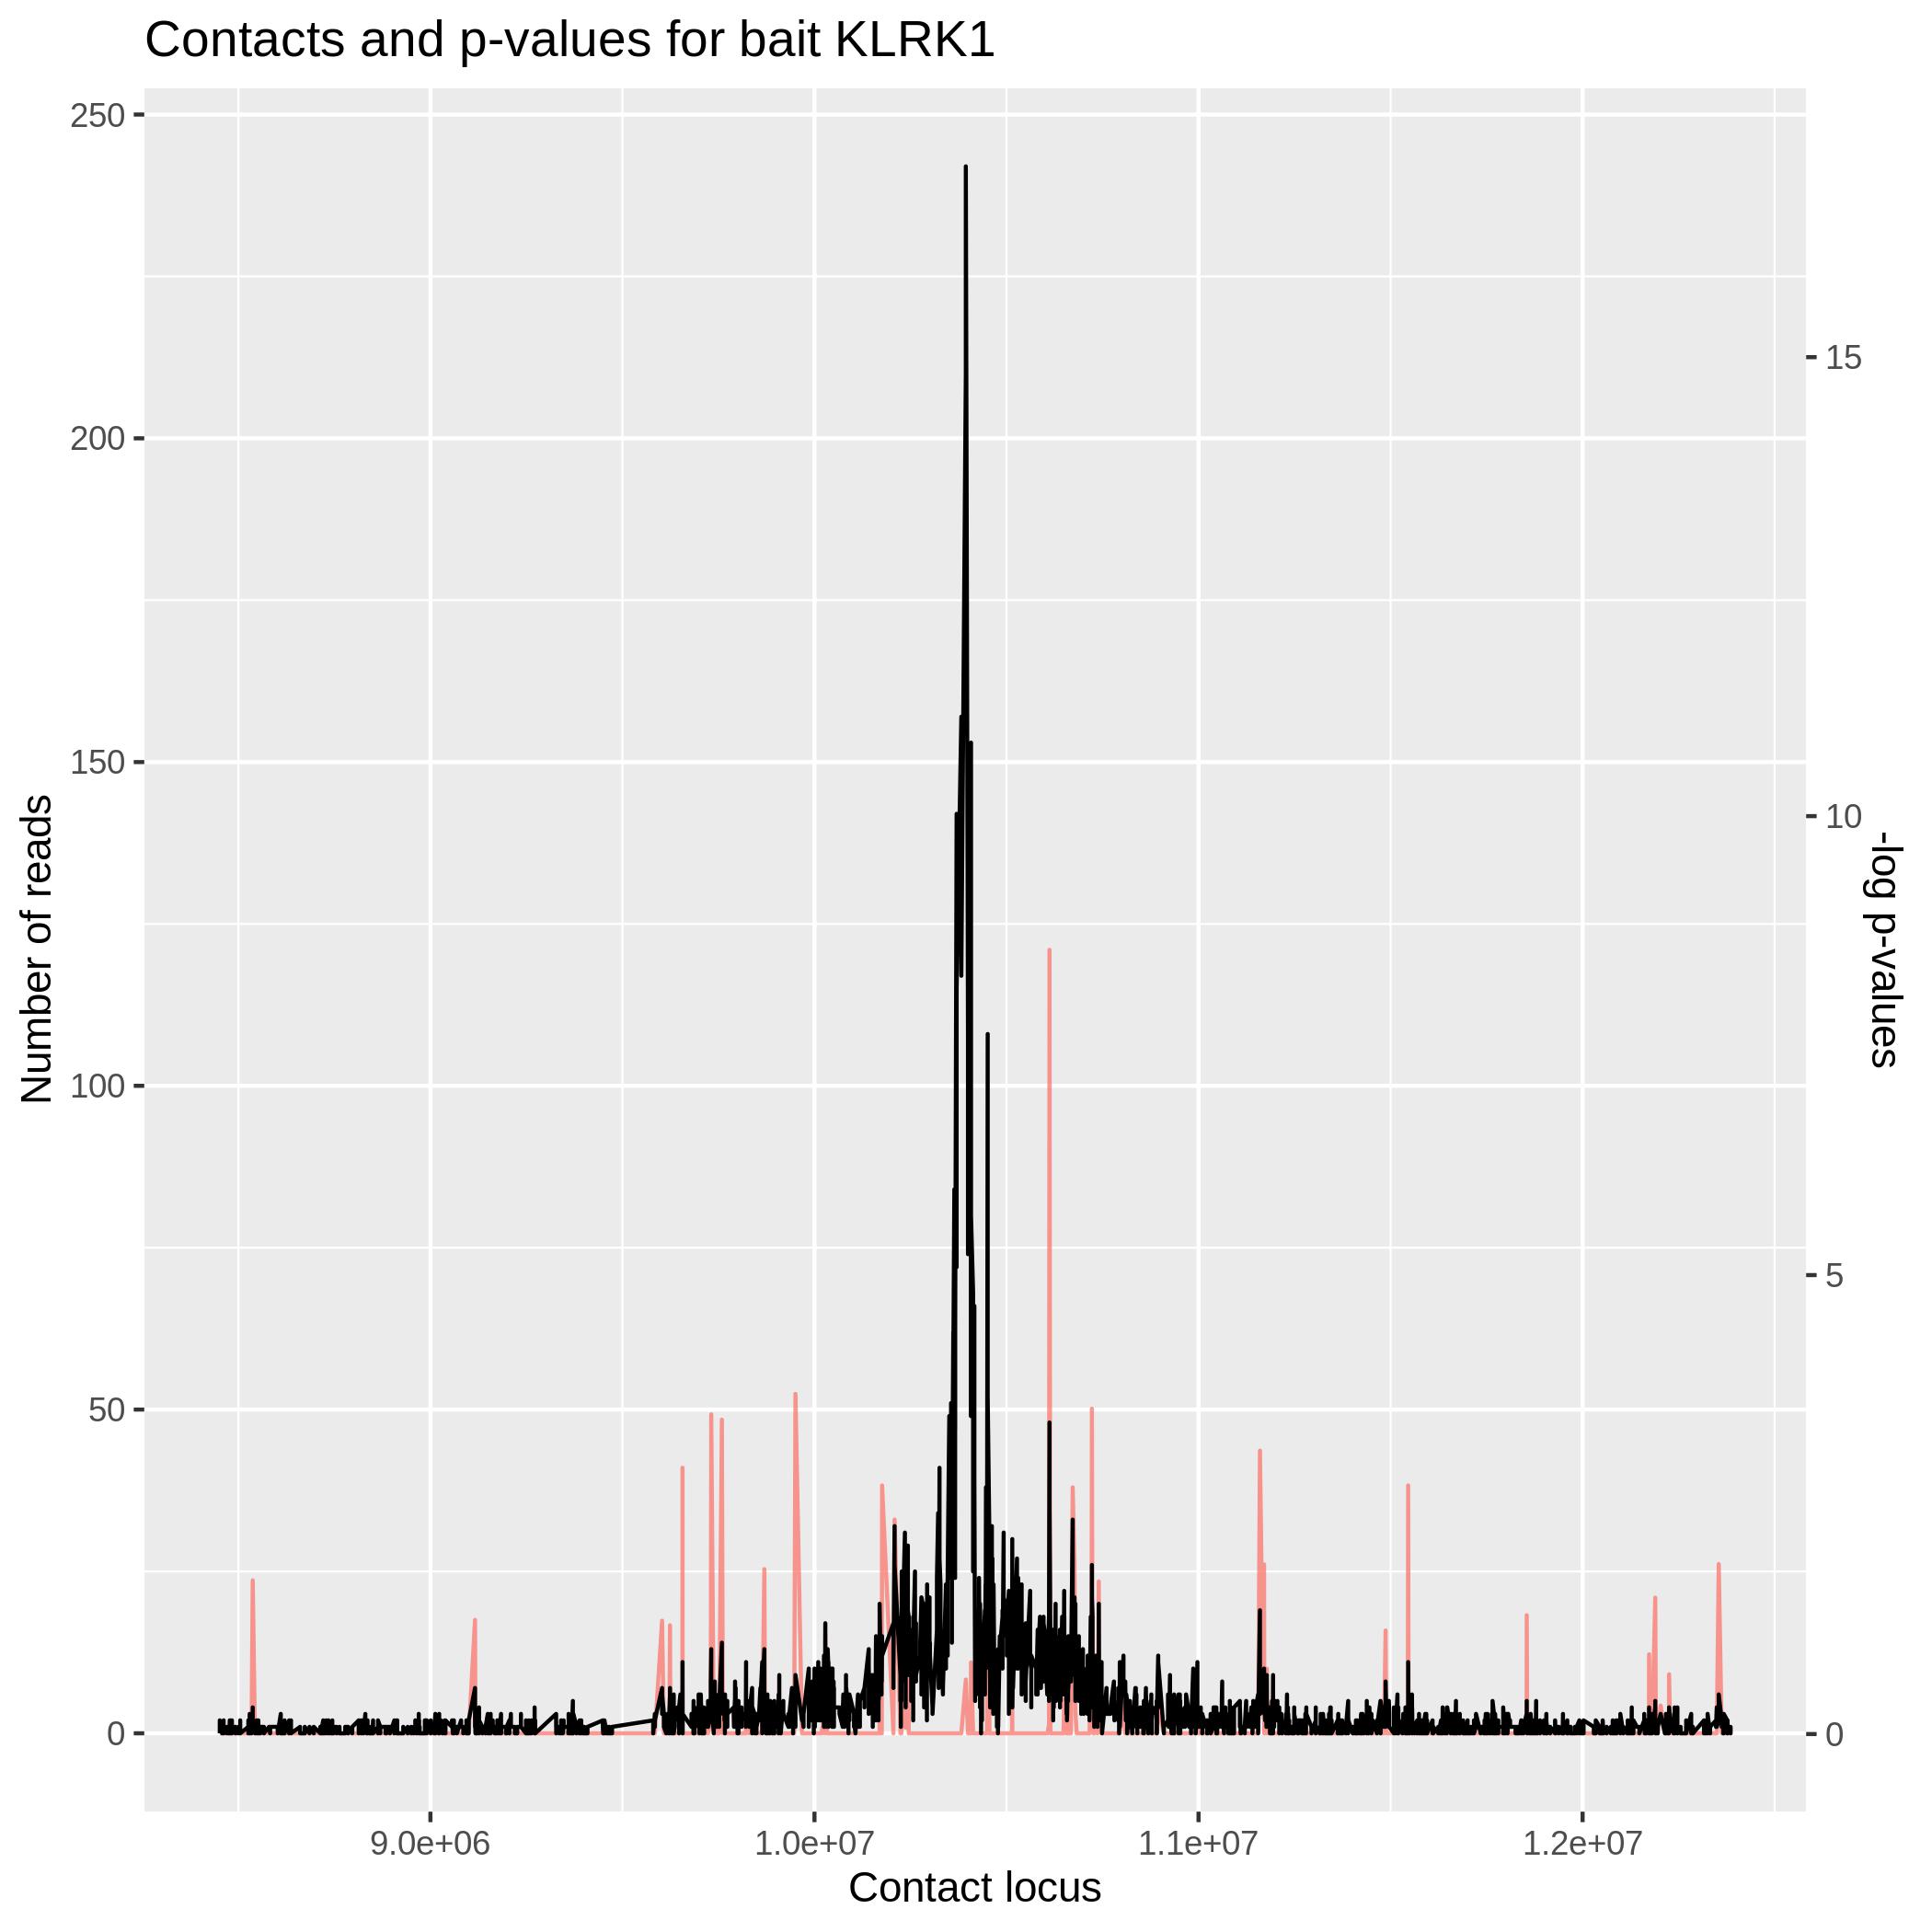 Contacts and p-values for bait KLRK1
250
200
150
100
50
0
Number of reads
15
10
5
0
-log p-values
9.0e+06 1.0e+07 1.1e+07 1.2e+07
Contact locus